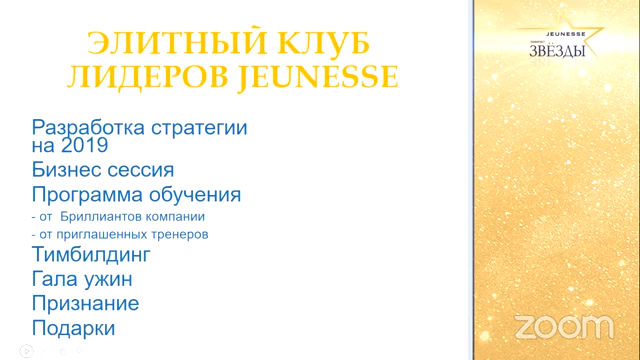 ЭЛИТНЫЙ КЛУБ
ЛИДЕРОВ JEUNESSE
Разработка стратегии
на 2019
Бизнес сессия
Программа обучения
- от  Бриллиантов компании
- от приглашенных тренеров
Тимбилдинг
Гала ужин
Признание
Подарки
JEUNESSE
ЗВЁЗДЫ
zoom